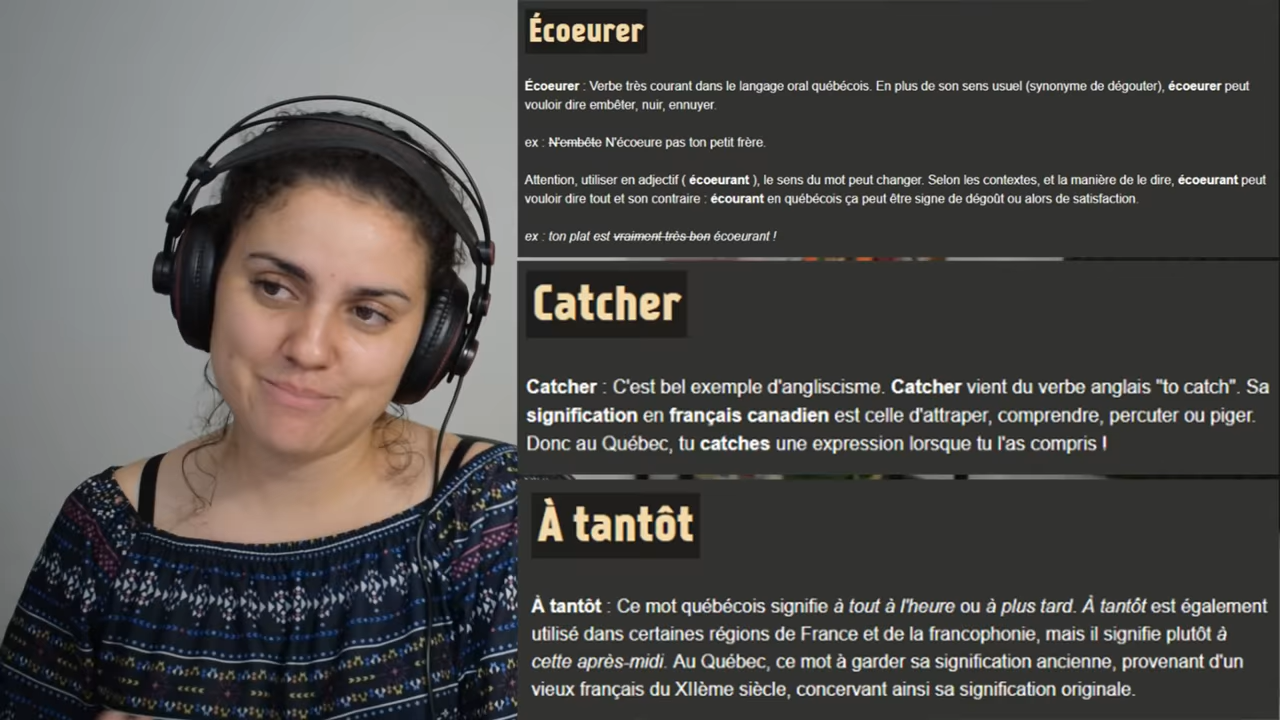 Écoeurer
Écoeurer : Verbe très courant dans le langage oral québécois. En plus de son sens usuel (synonyme de dégouter), écoeurer peut
vouloir dire embêter, nuir, ennuyer.
ex : N'embête N'écoeure pas ton petit frère.
Attention, utiliser en adjectif ( écoeurant ), le sens du mot peut changer. Selon les contextes, et la manière de le dire, écoeurant peut
vouloir dire tout et son contraire : écourant en québécois ça peut être signe de dégoût ou alors de satisfaction.
ex : ton plat est vraiment très bon écoeurant !
Catcher
Catcher : C'est bel exemple d'angliscisme. Catcher vient du verbe anglais "to catch". Sa
signification en français canadien est celle d'attraper, comprendre, percuter ou piger.
Donc au Québec, tu catches une expression lorsque tu l'as compris !
À tantôt
À tantôt : Ce mot québécois signifie à tout à l'heure ou à plus tard. À tantôt est également
utilisé dans certaines régions de France et de la francophonie, mais il signifie plutôt à
cette après-midi. Au Québec, ce mot à garder sa signification ancienne, provenant d'un
vieux français du XIIème siècle, concervant ainsi sa signification originale.